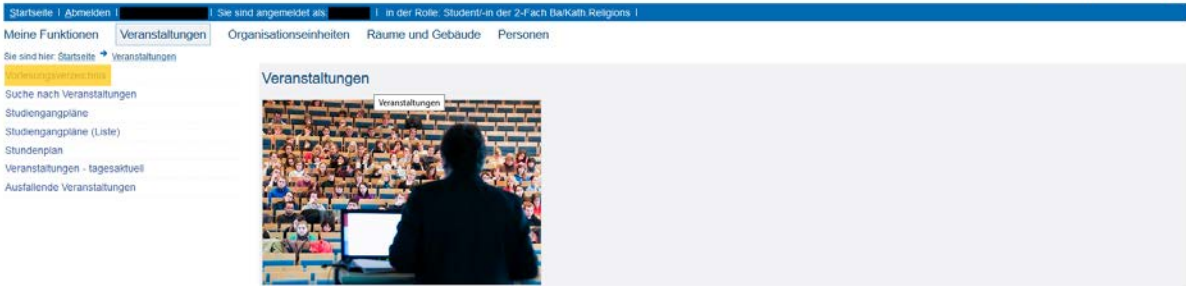 Startseite | Abmelden | | Sie sind angemeldet als: | in der Rolle: Student/-in der 2-Fach Ba/Kath.Religions |
Meine Funktionen Veranstaltungen Organisationseinheiten Räume und Gebäude Personen
Sie sind hier: Startseite → Veranstaltungen
Vorlesungsverzeichnis
Suche nach Veranstaltungen
Studiengangpläne
Studiengangpläne (Liste)
Stundenplan
Veranstaltungen - tagesaktuell
Ausfallende Veranstaltungen
Veranstaltungen
Veranstaltungen